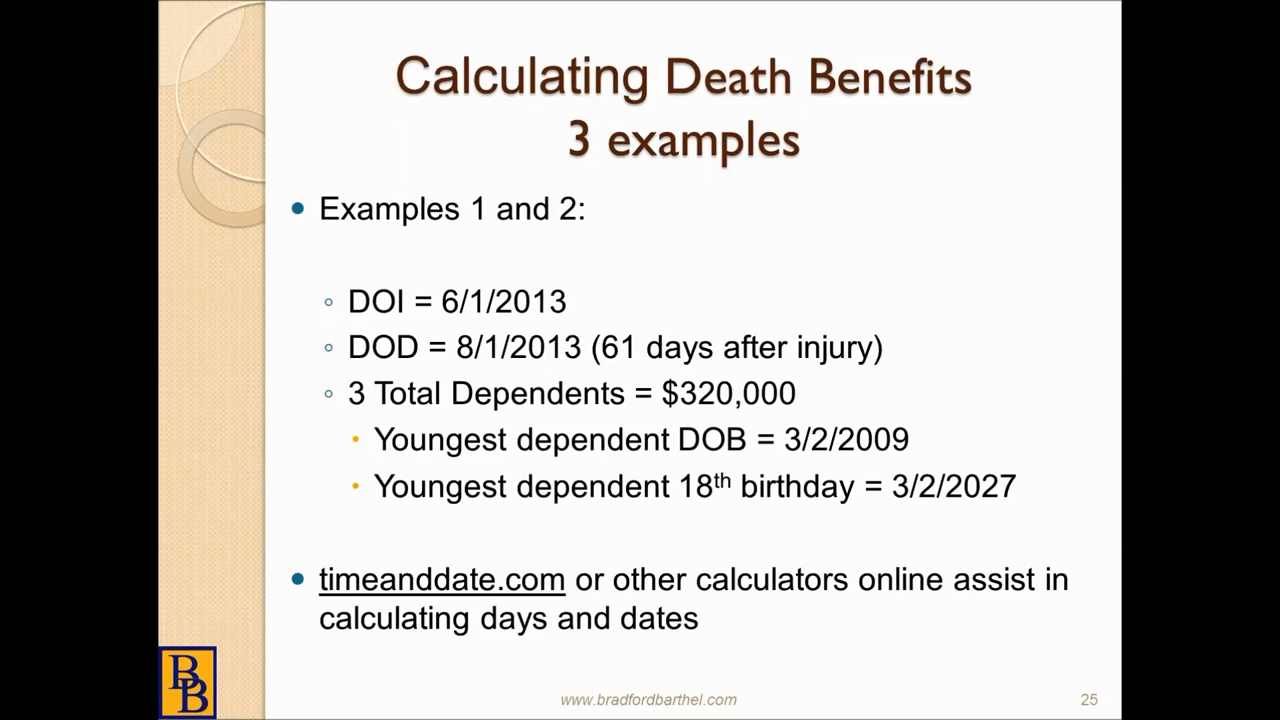 Calculating Death Benefits
3 examples
• Examples 1 and 2:
◦ DOI = 6/1/2013
◦ DOD = 8/1/2013 (61 days after injury)
◦ 3 Total Dependents = $320,000
• Youngest dependent DOB = 3/2/2009
• Youngest dependent 18th birthday = 3/2/2027
• timeanddate.com or other calculators online assist in
calculating days and dates
BB
www.bradfordbarthel.com
25